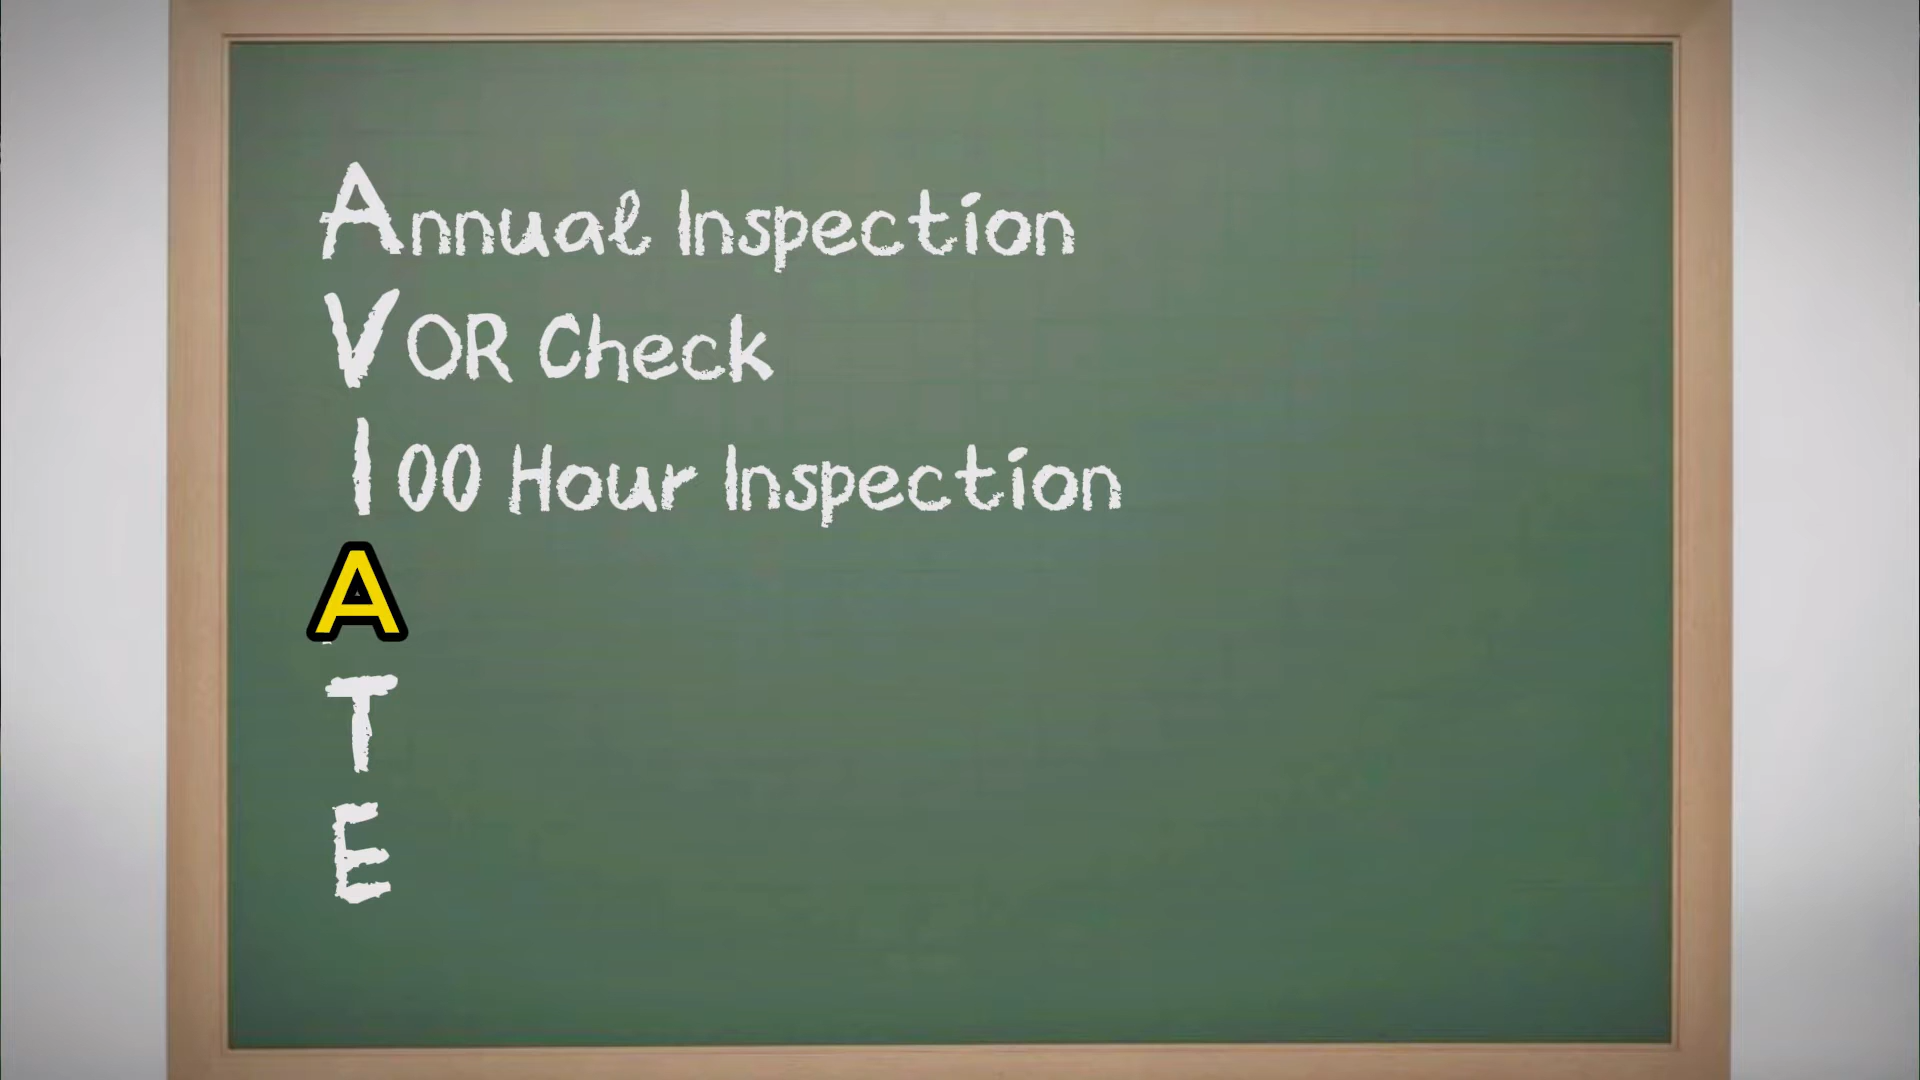 Annual Inspection
VOR Check
100 Hour Inspection
A
T
E